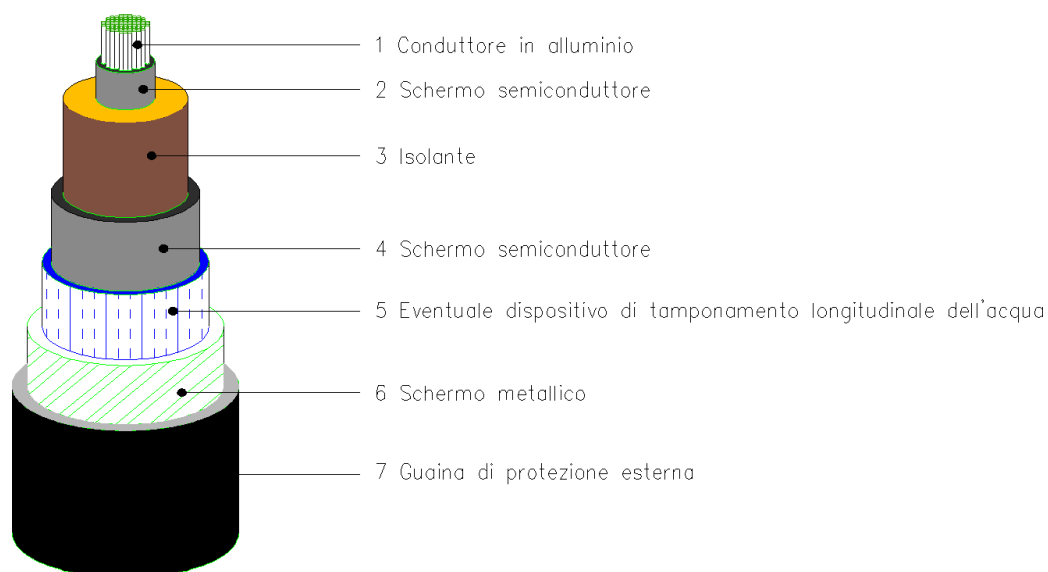 1 Conduttore in alluminio
2 Schermo semiconduttore
3 Isolante
4 Schermo semiconduttore
5 Eventuale dispositivo di tamponamento longitudinale dell'acqua
6 Schermo metallico
7 Guaina di protezione esterna